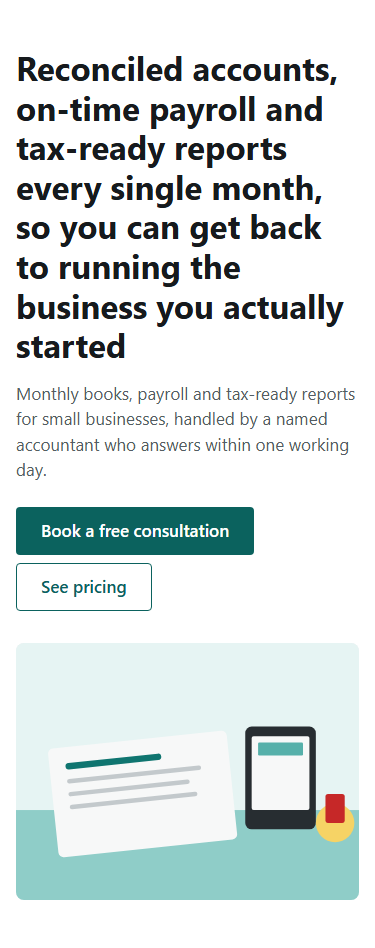 Reconciled accounts,
on-time payroll and
tax-ready reports
every single month,
so you can get back
to running the
business you actually
started
Monthly books, payroll and tax-ready reports
for small businesses, handled by a named
accountant who answers within one working
day.
Book a free consultation
See pricing